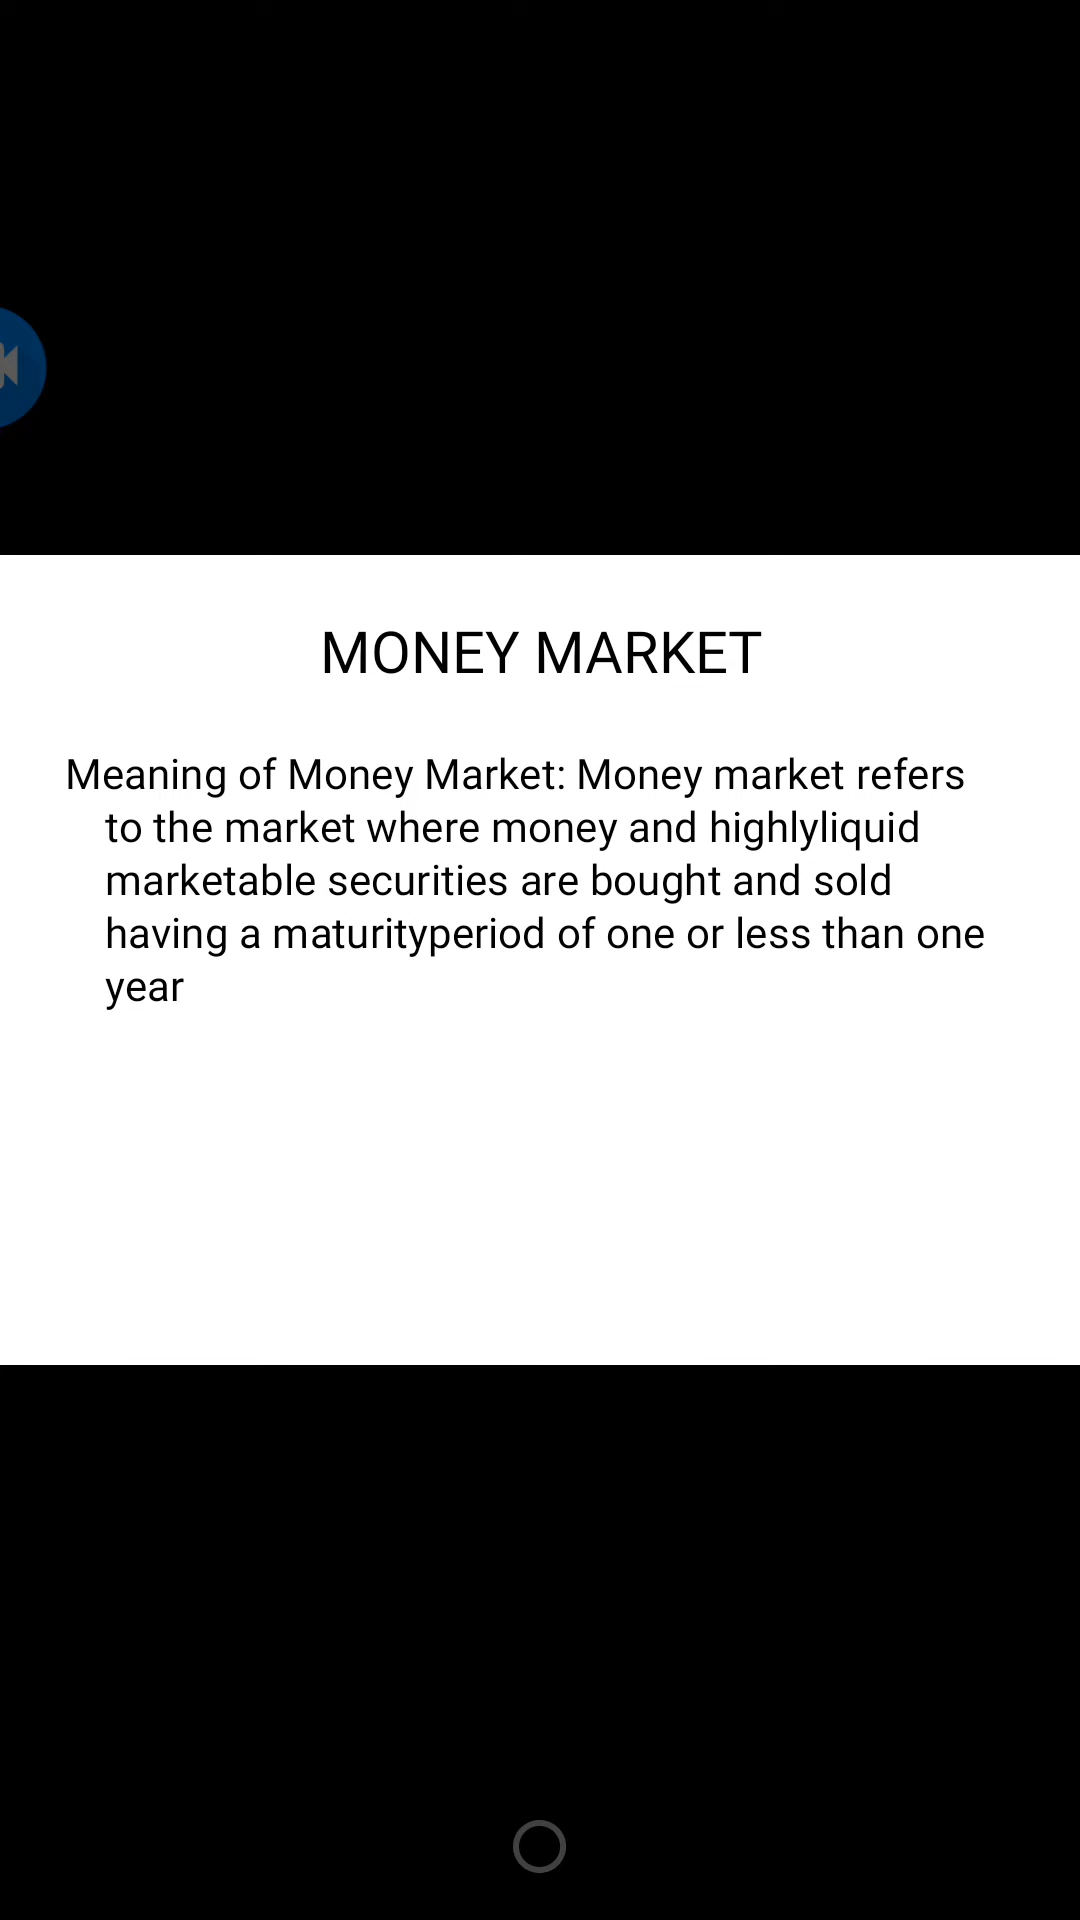 MONEY MARKET
Meaning of Money Market: Money market refers
to the market where money and highlyliquid
marketable securities are bought and sold
having a maturityperiod of one or less than one
year